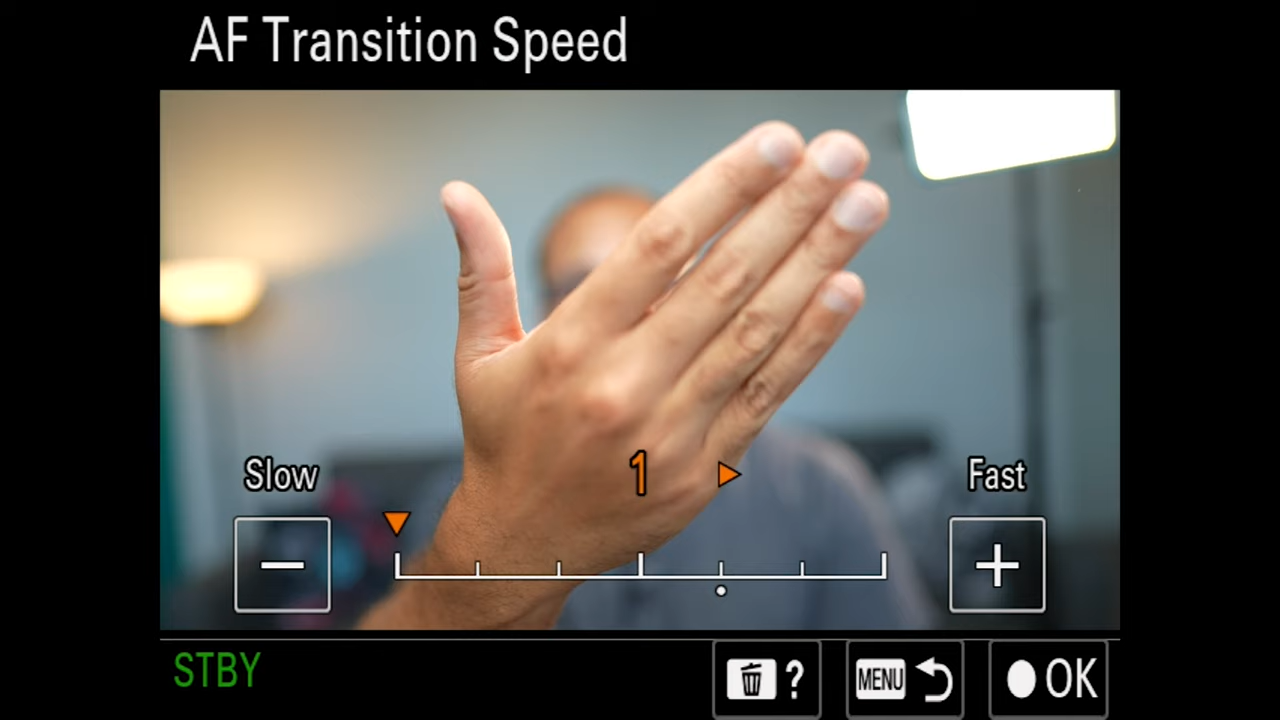 AF Transition Speed
Slow
1
Fast
STBY
?
MENU
OK